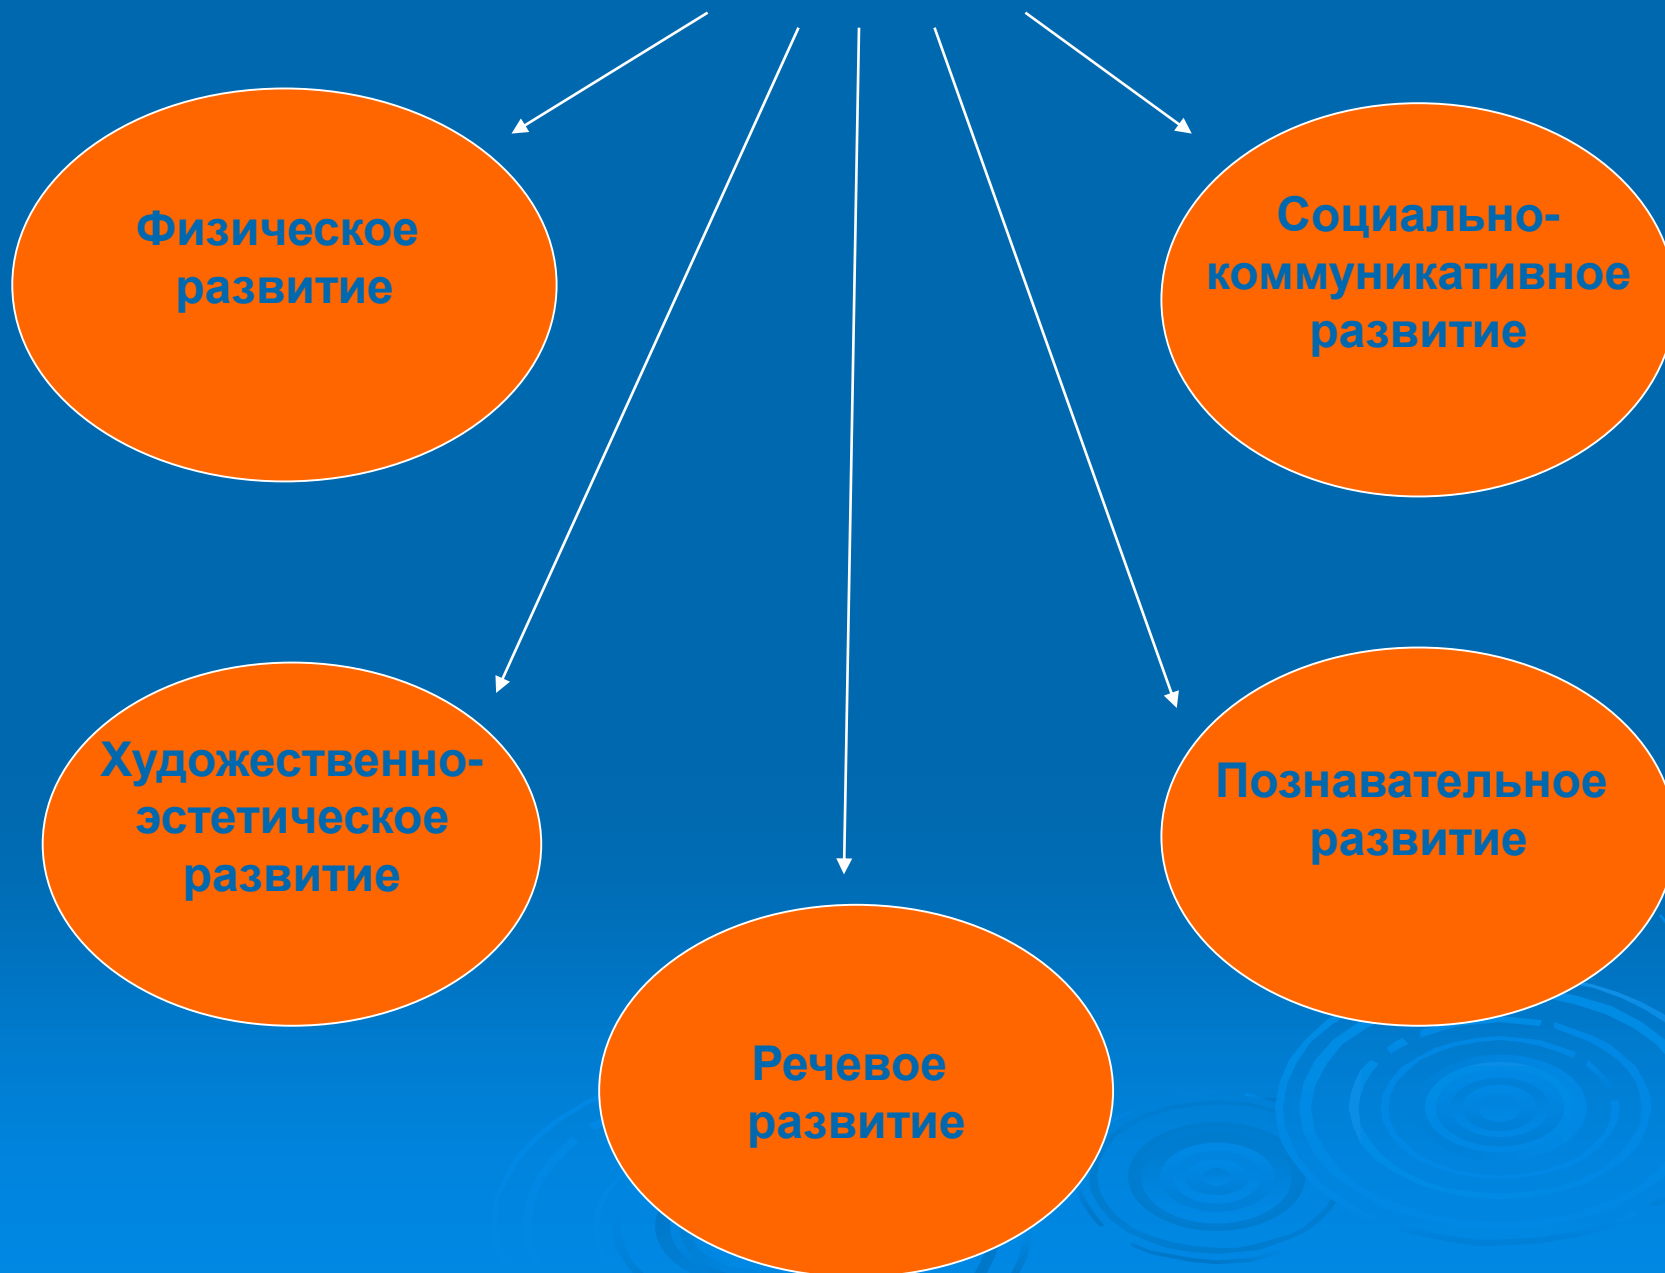 Физическое
развитие
Социально-
коммуникативное
развитие
Художественно-
эстетическое
развитие
Познавательное
развитие
Речевое
развитие